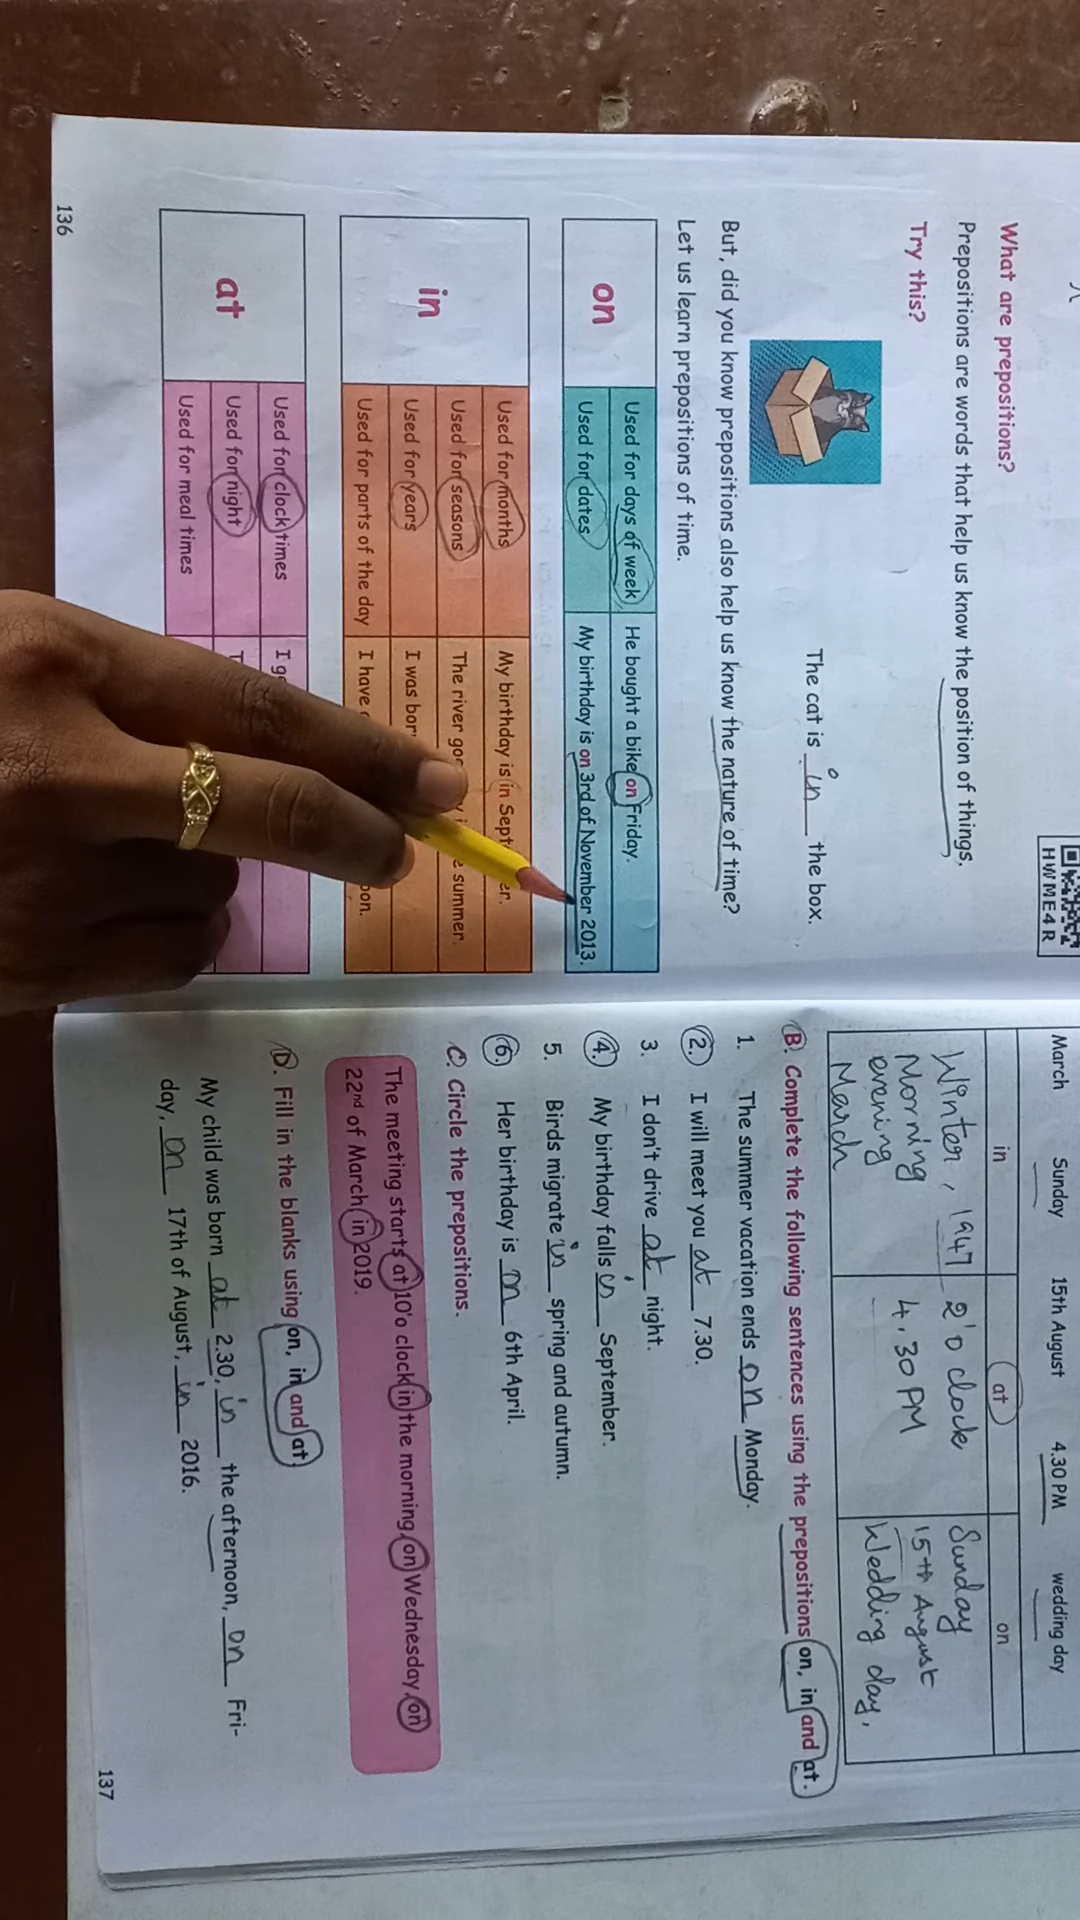 HWME4R
What are prepositions?
Prepositions are words that help us know the position of things.
Try this?
The cat is in the box.
But, did you know prepositions also help us know the nature of time?
Let us learn prepositions of time.
on
Used for days of week He bought a bike on Friday.
Used for dates My birthday is on 3rd of November 2013.
in
Used for months My birthday is in
Used for seasons The river summer.
Used for years I was
Used for parts of the day I have
at
Used for clock times I
Used for night
Used for meal times
136
March Sunday 15th August 4.30 PM wedding day
in at on
Winter, 1947 2'o clock Sunday
Morning 4.30 PM 15th August
evening Wedding day,
March
B. Complete the following sentences using the prepositions on, in and at.
1. The summer vacation ends on Monday.
2. I will meet you at 7.30.
3. I don't drive at night.
4. My birthday falls in September.
5. Birds migrate in spring and autumn.
6. Her birthday is on 6th April.
C. Circle the prepositions.
The meeting starts at 10'o clock in the morning, on Wednesday, on
22nd of March in 2019.
D. Fill in the blanks using on, in and at.
My child was born at 2.30, in the afternoon, on Fri-
day, on 17th of August, in 2016.
137